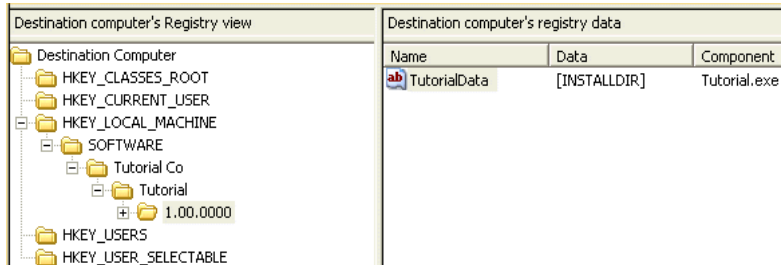 Destination computer's Registry view
Destination Computer
HKEY_CLASSES_ROOT
HKEY_CURRENT_USER
HKEY_LOCAL_MACHINE
SOFTWARE
Tutorial Co
Tutorial
1.00.0000
HKEY_USERS
HKEY_USER_SELECTABLE
Destination computer's registry data
Name Data Component
ab TutorialData [INSTALLDIR] Tutorial.exe